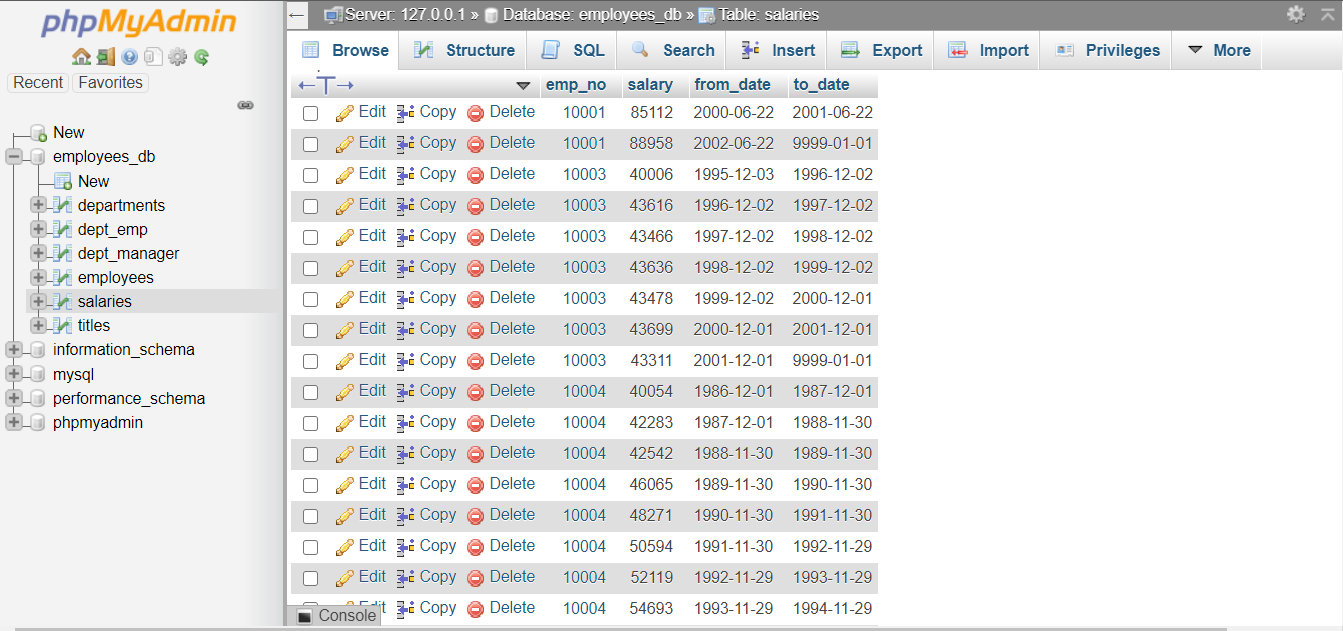 phpMyAdmin
Recent Favorites
New
employees_db
New
departments
dept_emp
dept_manager
employees
salaries
titles
information_schema
mysql
performance_schema
phpmyadmin
Server: 127.0.0.1 » Database: employees_db » Table: salaries
Browse Structure SQL Search Insert Export Import Privileges More
←T→ emp_no salary from_date to_date
Edit Copy Delete 10001 85112 2000-06-22 2001-06-22
Edit Copy Delete 10001 88958 2002-06-22 9999-01-01
Edit Copy Delete 10003 40006 1995-12-03 1996-12-02
Edit Copy Delete 10003 43616 1996-12-02 1997-12-02
Edit Copy Delete 10003 43466 1997-12-02 1998-12-02
Edit Copy Delete 10003 43636 1998-12-02 1999-12-02
Edit Copy Delete 10003 43478 1999-12-02 2000-12-01
Edit Copy Delete 10003 43699 2000-12-01 2001-12-01
Edit Copy Delete 10003 43311 2001-12-01 9999-01-01
Edit Copy Delete 10004 40054 1986-12-01 1987-12-01
Edit Copy Delete 10004 42283 1987-12-01 1988-11-30
Edit Copy Delete 10004 42542 1988-11-30 1989-11-30
Edit Copy Delete 10004 46065 1989-11-30 1990-11-30
Edit Copy Delete 10004 48271 1990-11-30 1991-11-30
Edit Copy Delete 10004 50594 1991-11-30 1992-11-29
Edit Copy Delete 10004 52119 1992-11-29 1993-11-29
Edit Copy Delete 10004 54693 1993-11-29 1994-11-29
Console